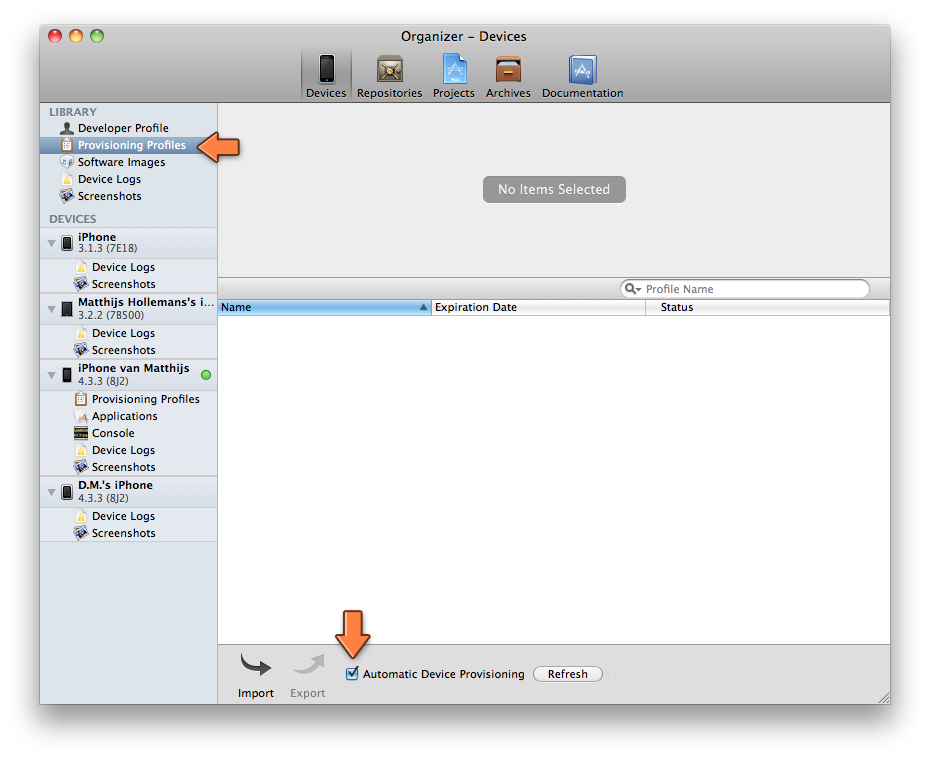 Organizer – Devices
Devices Repositories Projects Archives Documentation
LIBRARY
Developer Profile
Provisioning Profiles
Software Images
Device Logs
Screenshots
DEVICES
iPhone
3.1.3 (7E18)
Device Logs
Screenshots
Matthijs Hollemans's i...
3.2.2 (7B500)
Device Logs
Screenshots
iPhone van Matthijs
4.3.3 (8J2)
Provisioning Profiles
Applications
Console
Device Logs
Screenshots
D.M.'s iPhone
4.3.3 (8J2)
Device Logs
Screenshots
No Items Selected
Profile Name
Name Expiration Date Status
Automatic Device Provisioning Refresh
Import Export